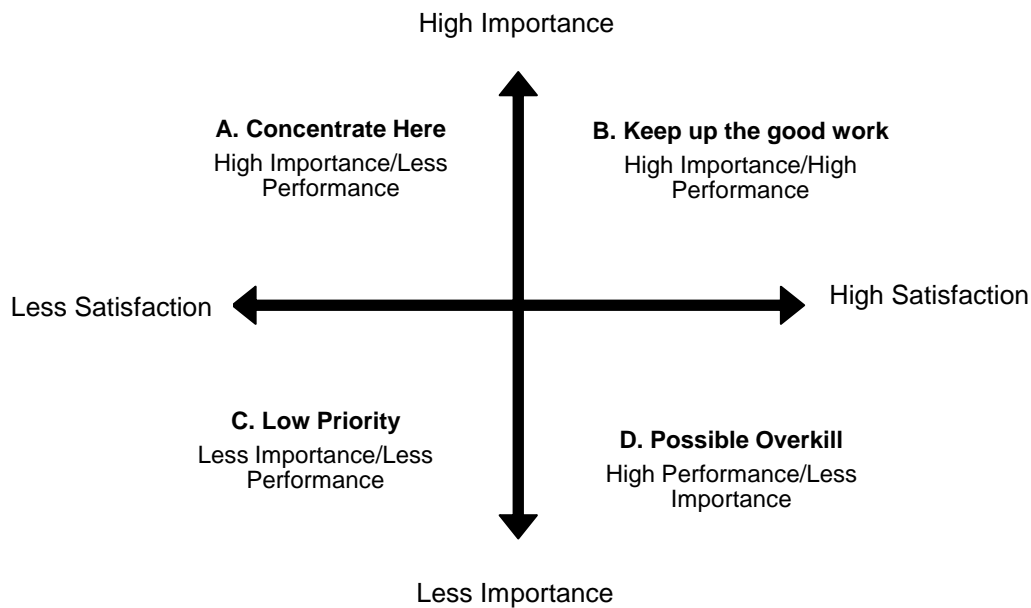 High Importance
A. Concentrate Here
High Importance/Less
Performance
B. Keep up the good work
High Importance/High
Performance
Less Satisfaction
High Satisfaction
C. Low Priority
Less Importance/Less
Performance
D. Possible Overkill
High Performance/Less
Importance
Less Importance